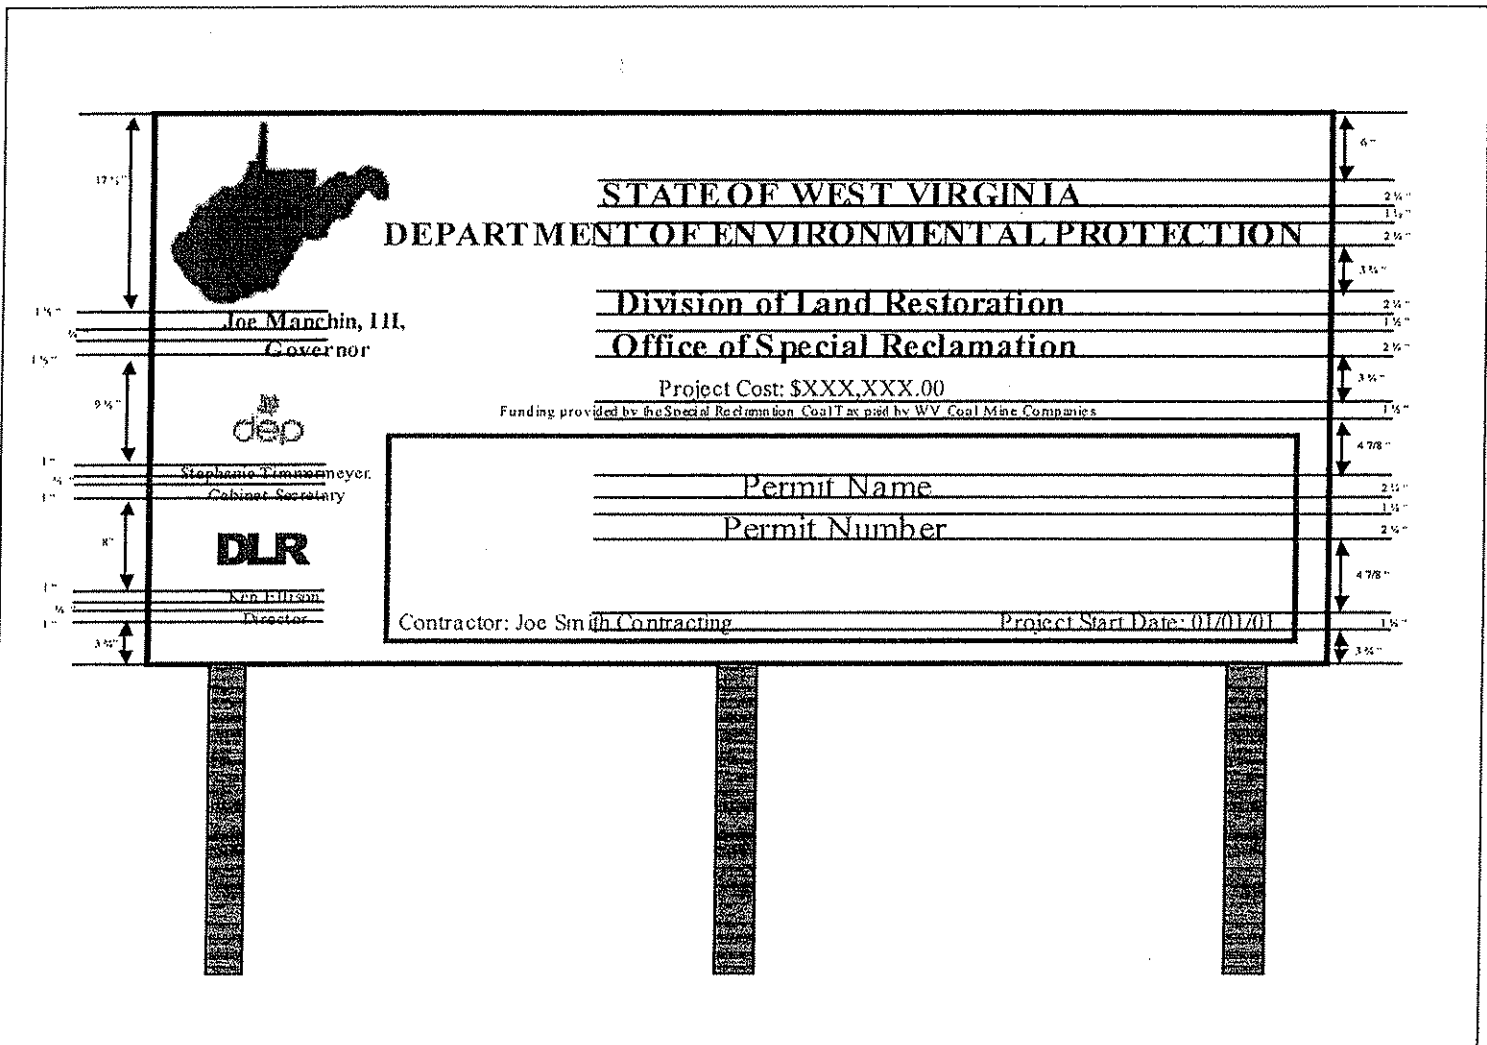 6"
17 ½"
STATE OF WEST VIRGINIA
2 ¼"
1 ½"
DEPARTMENT OF ENVIRONMENTAL PROTECTION
2 ¼"
3 ¾"
Division of Land Restoration
2 ¼"
1 ½"
Joe Manchin, III,
1 ½"
Office of Special Reclamation
2 ¼"
Governor
1 ½"
3 ¾"
Project Cost: $XXX,XXX.00
9 ½"
Funding provided by the Special Reclamation Coal Tax paid by WV Coal Mine Companies
1 ½"
dep
4 7/8"
1"
Stephanie Timmermeyer,
Permit Name
2 ¼"
Cabinet Secretary
1"
1 ½"
Permit Number
2 ¼"
8"
DLR
4 7/8"
1"
Ken Ellison
Director
1"
Contractor: Joe Smith Contracting Project Start Date: 01/01/01
1 ½"
3 ¾"
3 ¾"